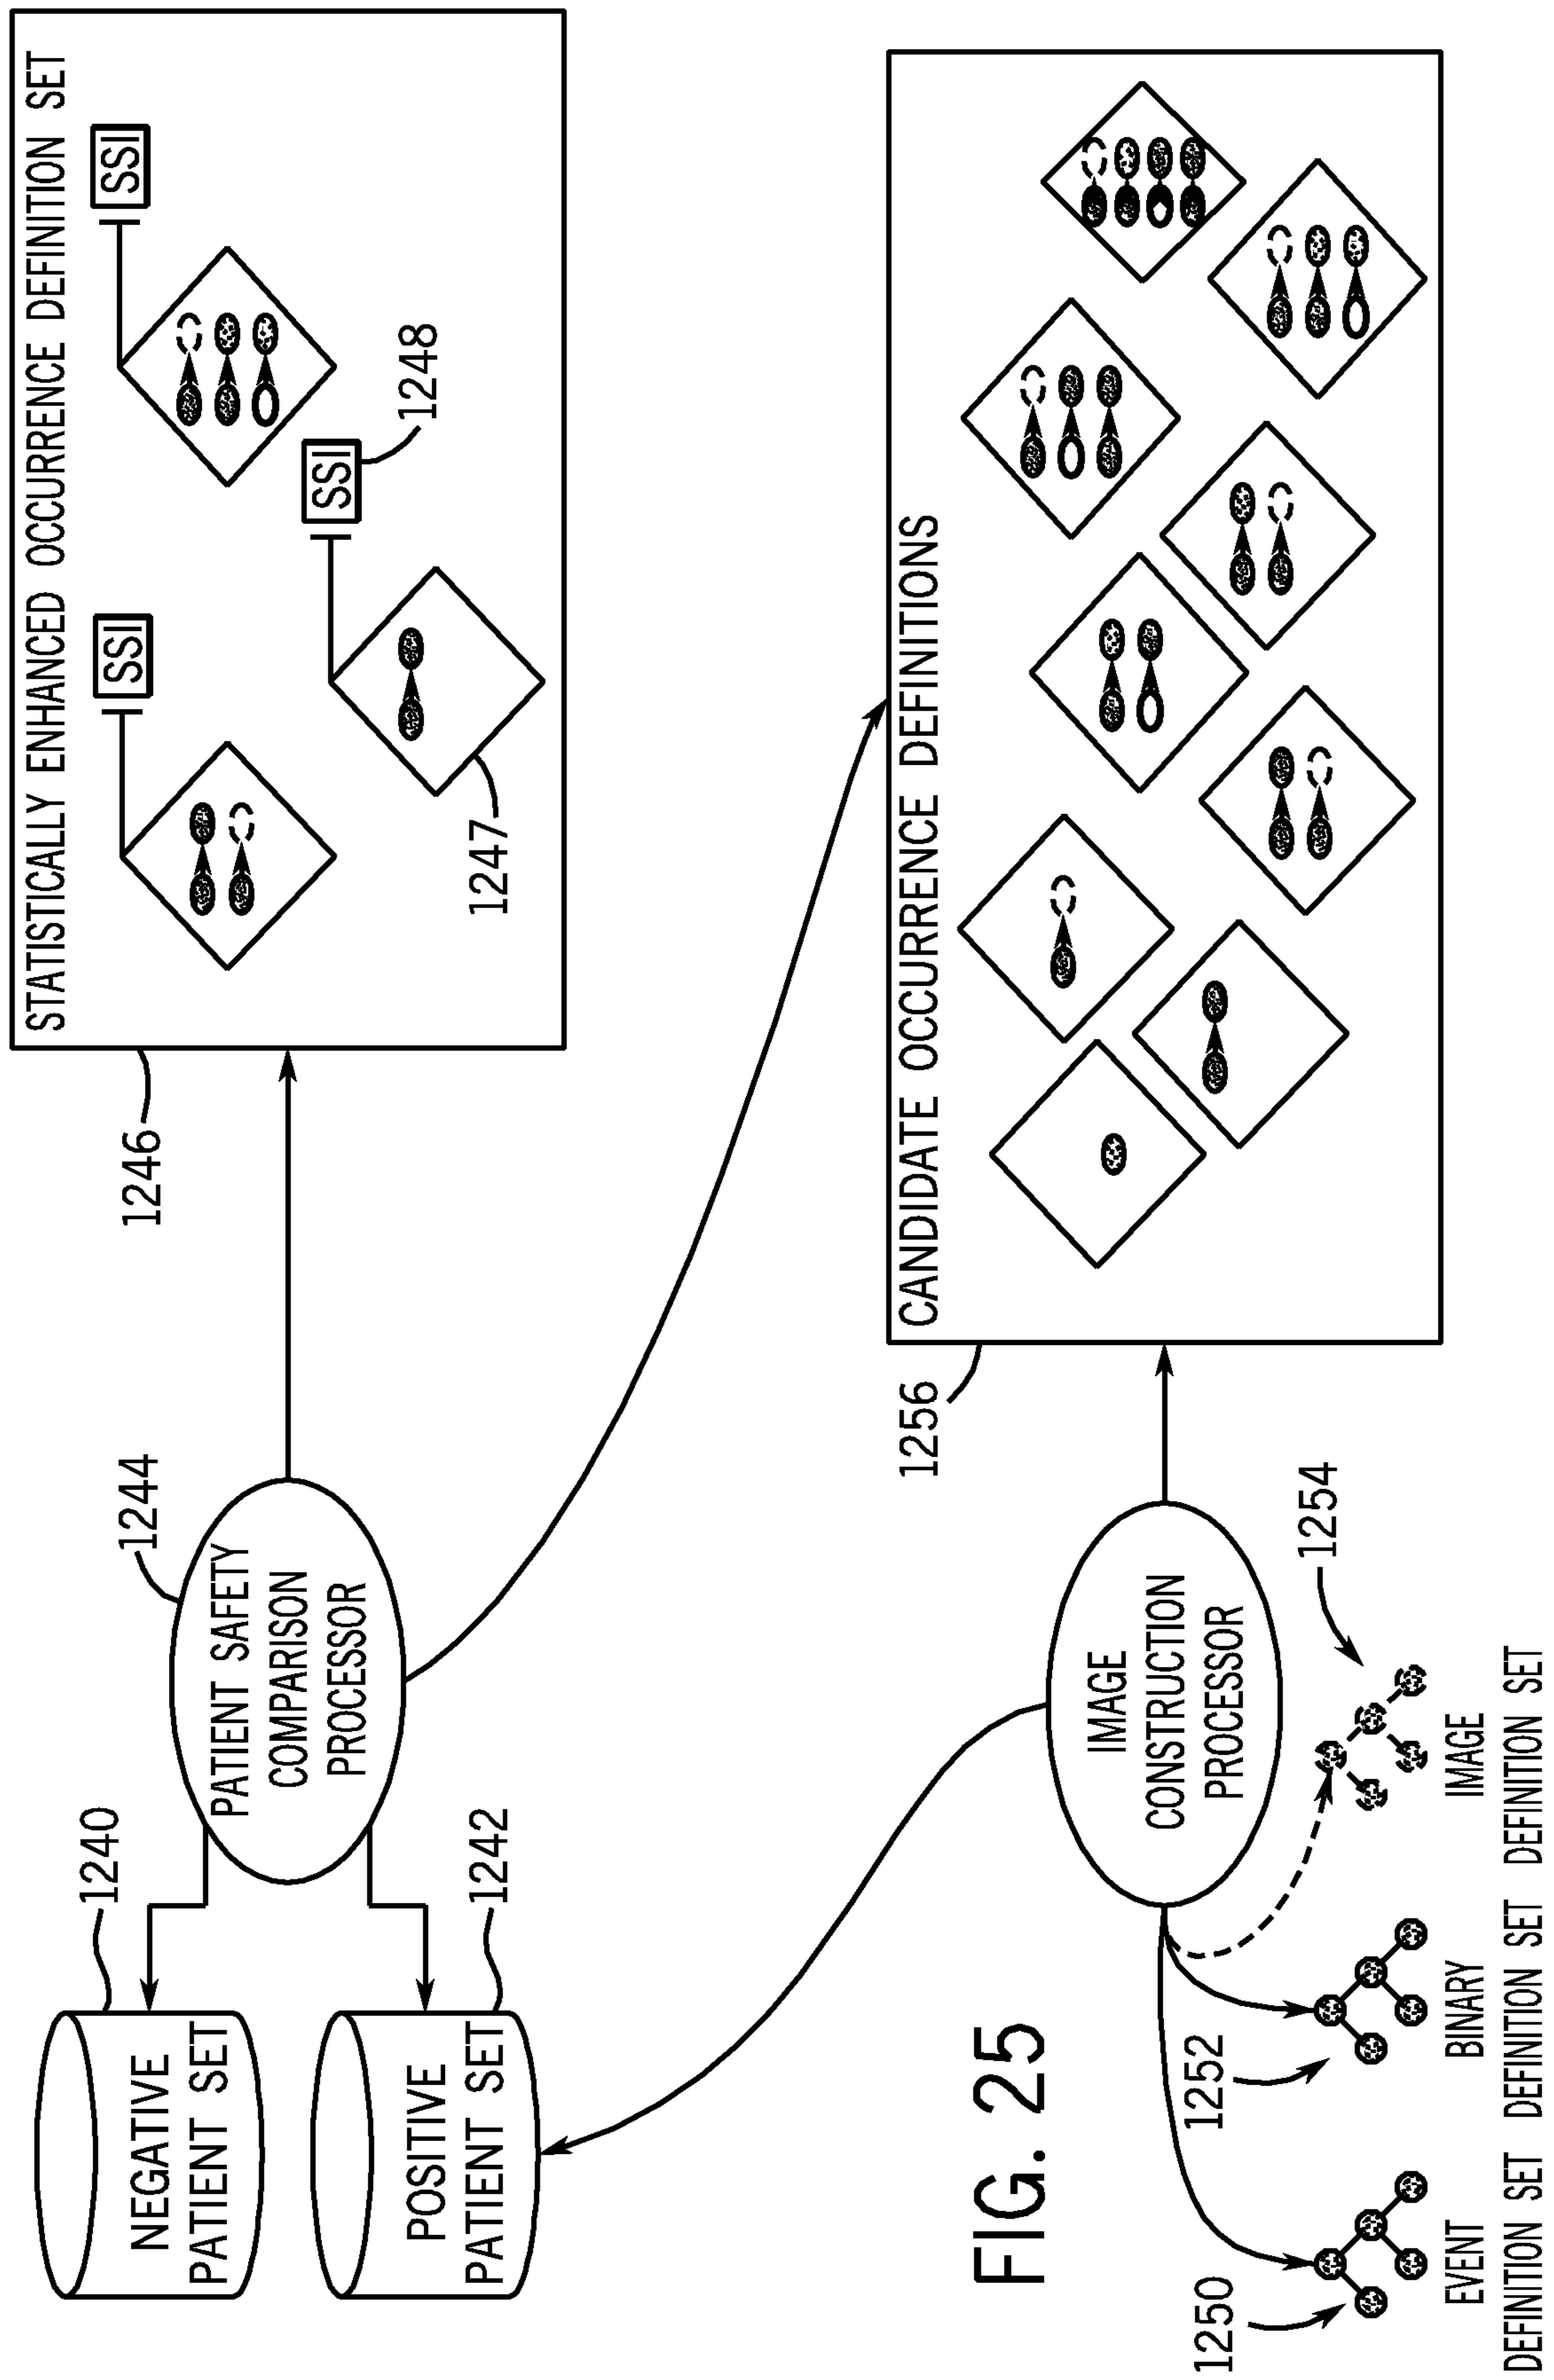 1240
NEGATIVE
PATIENT SET
1242
POSITIVE
PATIENT SET
1244
PATIENT SAFETY
COMPARISON
PROCESSOR
1246
STATISTICALLY ENHANCED OCCURRENCE DEFINITION SET
SSI
SSI
SSI
1247
1248
FIG. 25
IMAGE
CONSTRUCTION
PROCESSOR
1256
CANDIDATE OCCURRENCE DEFINITIONS
1250
EVENT
DEFINITION SET
1252
BINARY
DEFINITION SET
1254
IMAGE
DEFINITION SET